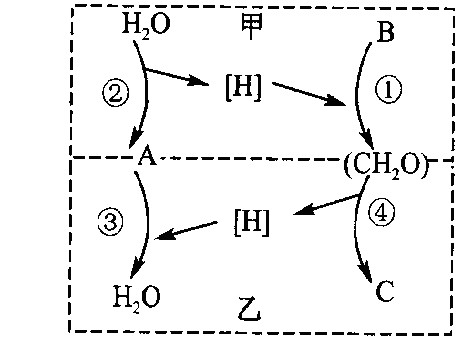 H₂O 甲 B
② [H] ①
A (CH₂O)
③ [H] ④
H₂O 乙 C